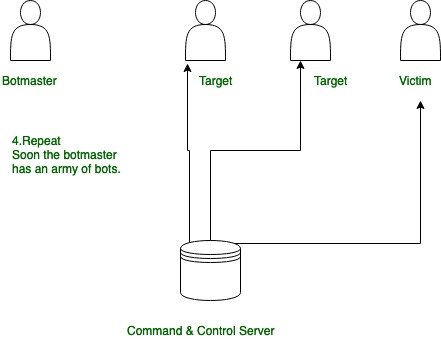 Botmaster
Target
Target
Victim
4.Repeat
Soon the botmaster
has an army of bots.
Command & Control Server